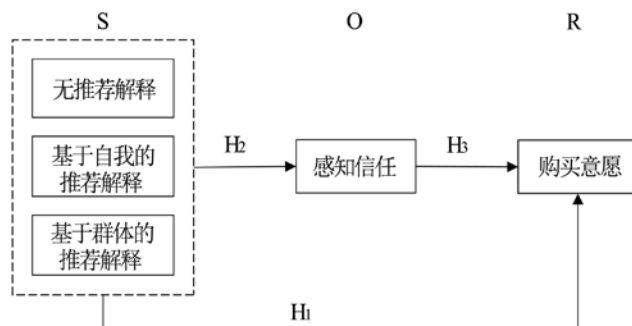 S O R
无推荐解释
基于自我的
推荐解释
基于群体的
推荐解释
H2
感知信任
H3
购买意愿
H1